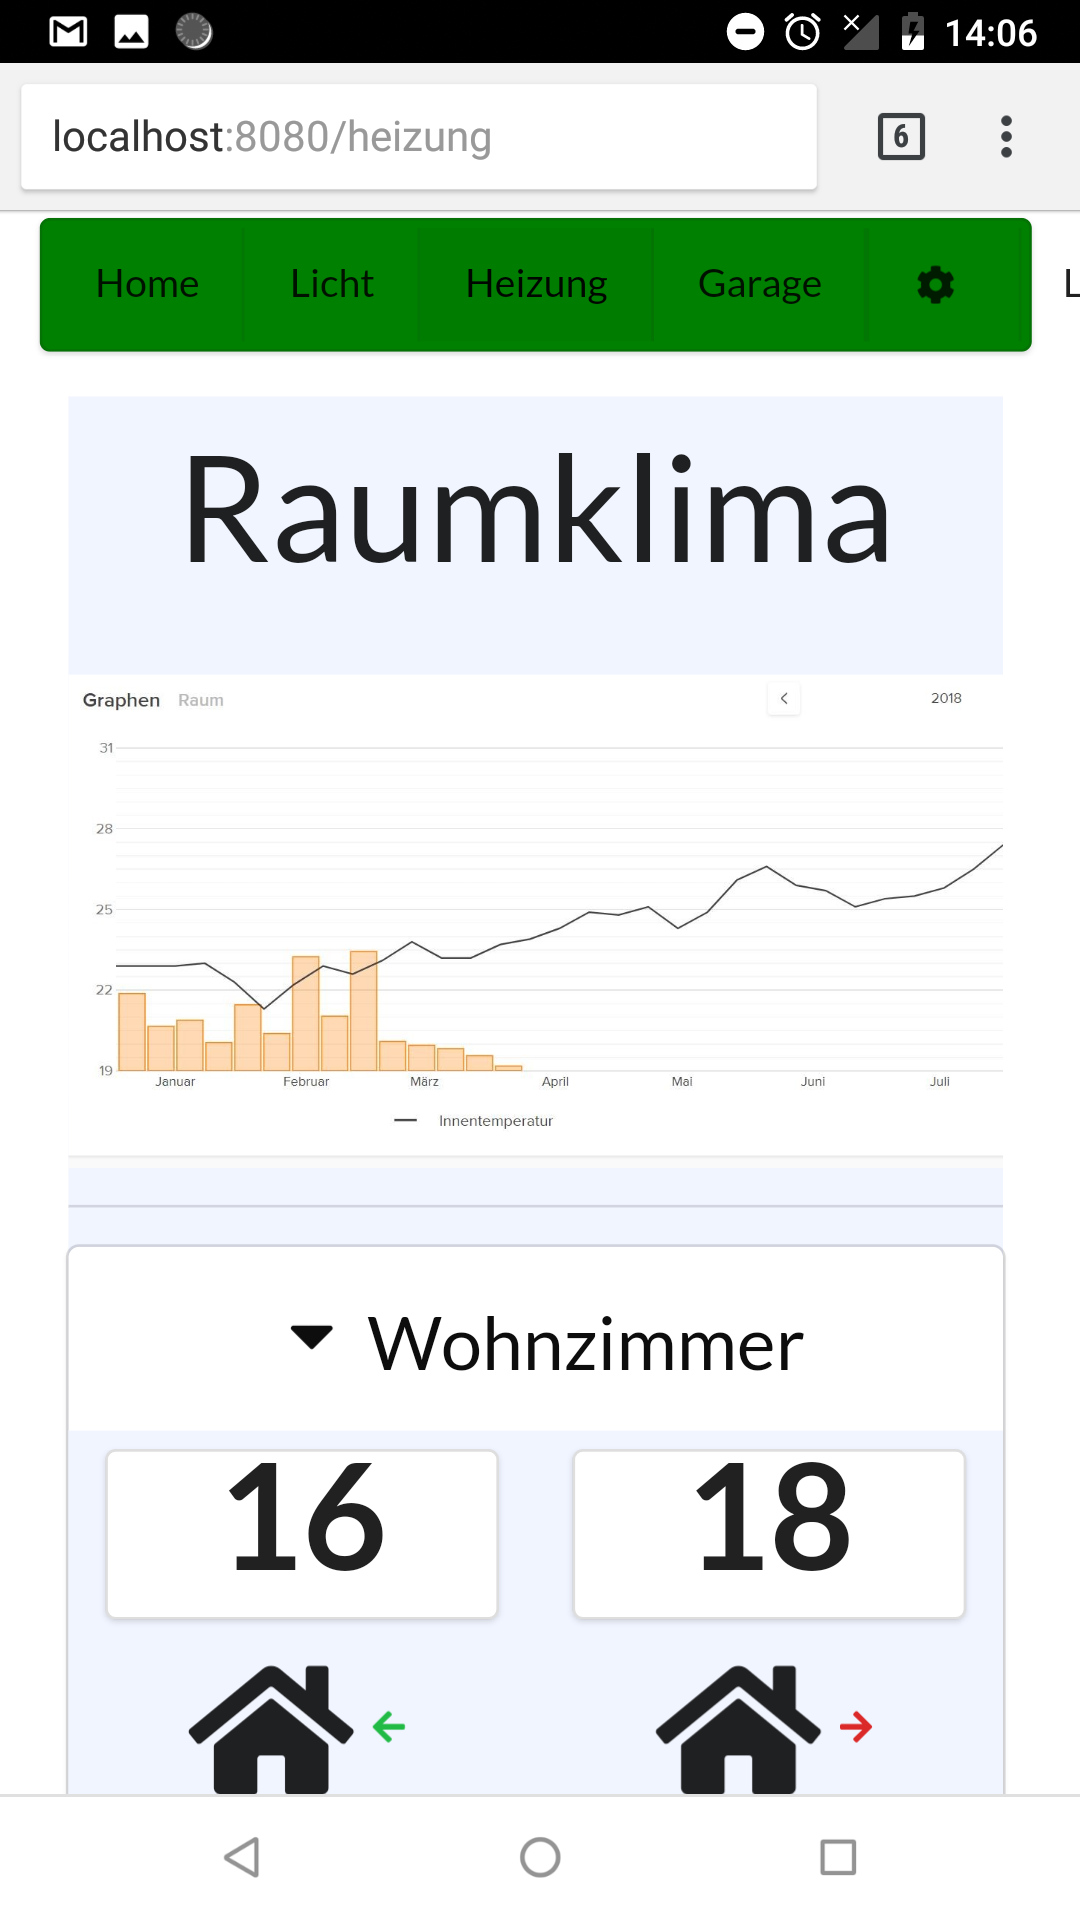 14:06
localhost:8080/heizung
6
Home Licht Heizung Garage L
Raumklima
Graphen Raum 2018
31
28
25
22
19
Januar Februar März April Mai Juni Juli
Innentemperatur
Wohnzimmer
16 18